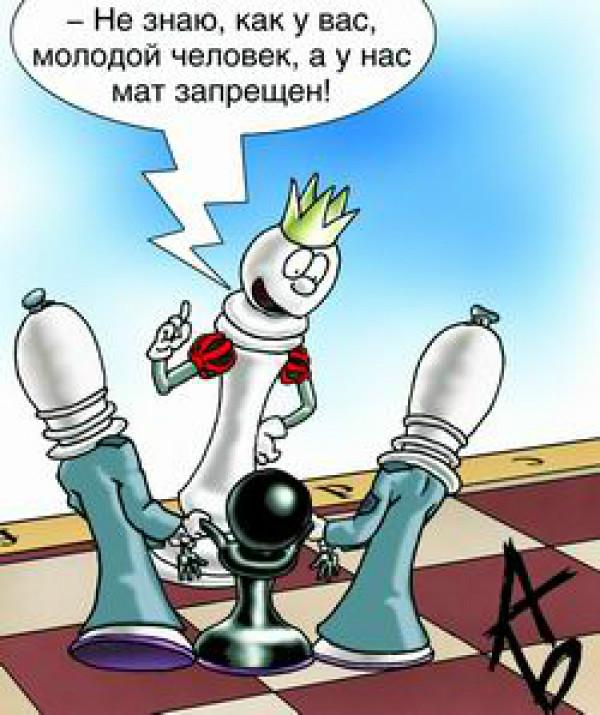 – Не знаю, как у вас,
молодой человек, а у нас
мат запрещен!